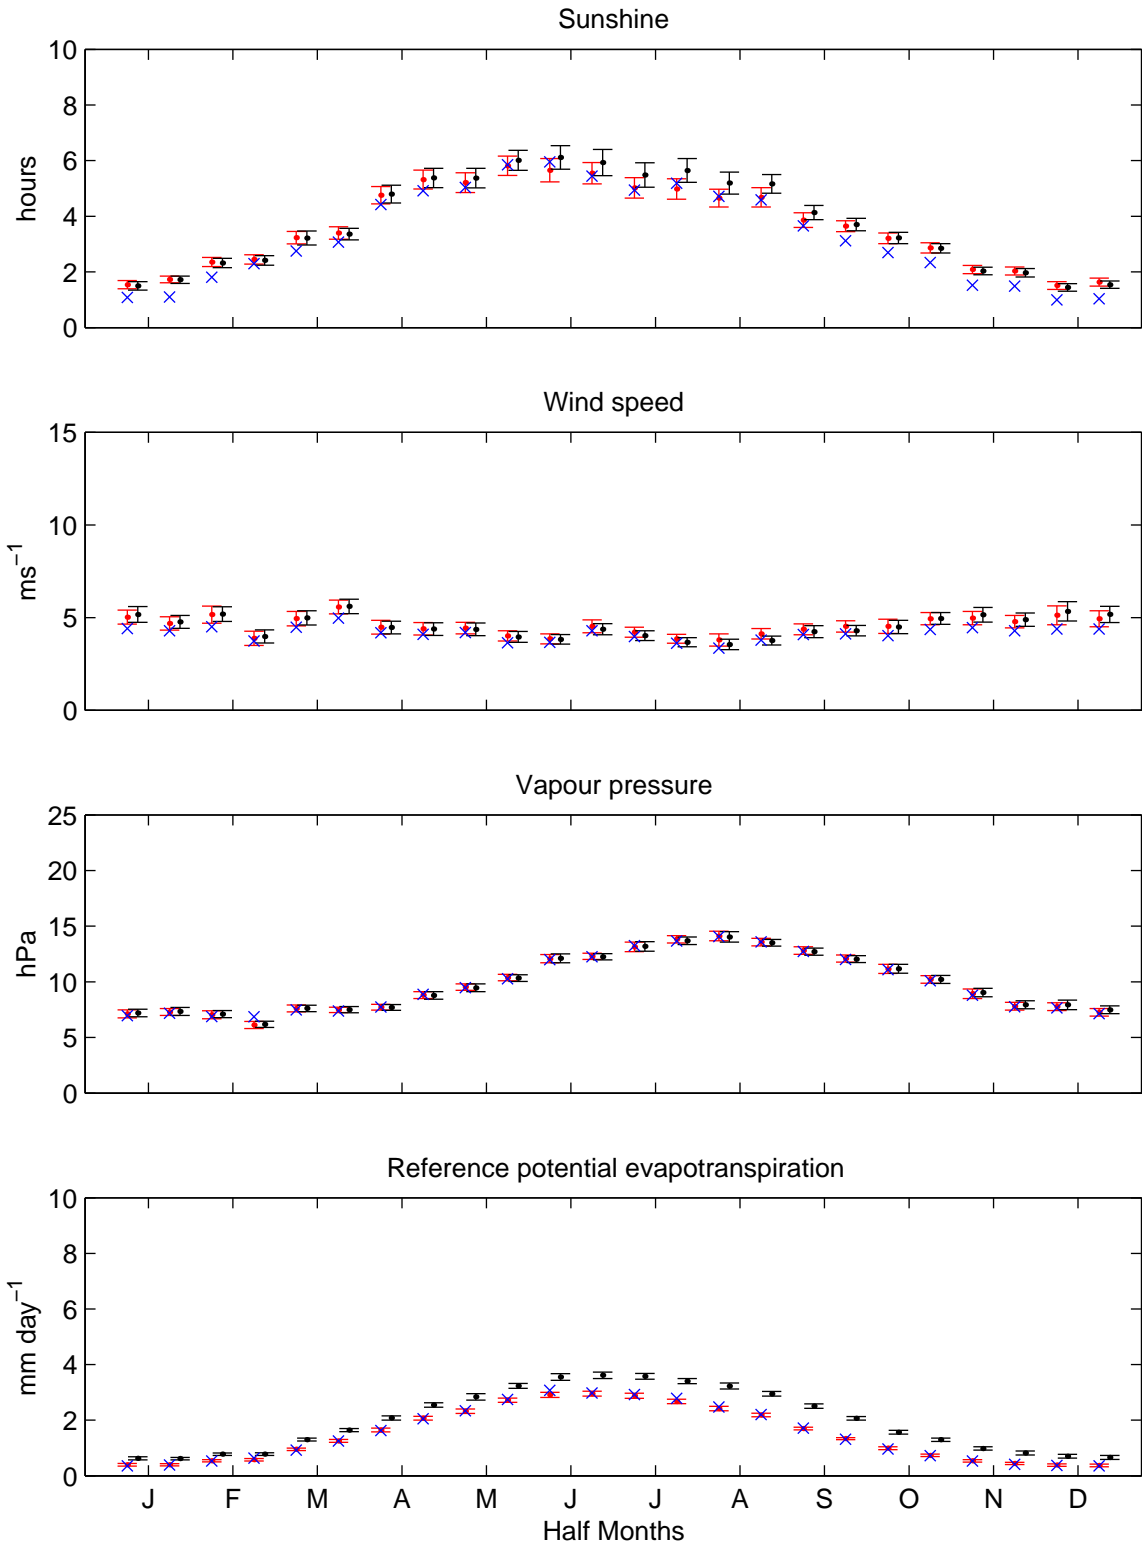 Sunshine
10
8
6
4
2
0
hours
Wind speed
15
10
5
0
ms⁻¹
Vapour pressure
25
20
15
10
5
0
hPa
Reference potential evapotranspiration
10
8
6
4
2
0
mm day⁻¹
J F M A M J J A S O N D
Half Months